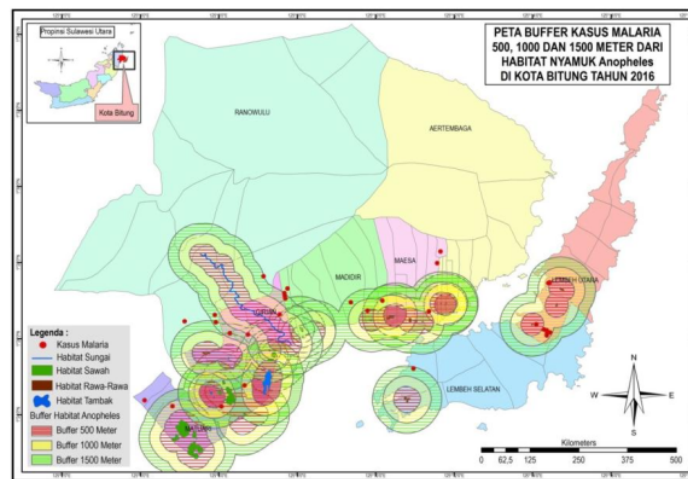 PETA BUFFER KASUS MALARIA
500, 1000 DAN 1500 METER DARI
HABITAT NYAMUK Anopheles
DI KOTA BITUNG TAHUN 2016
Propinsi Sulawesi Utara
Kota Bitung
RANOWULU
AERTEMBAGA
MAESA
MADIDIR
LEMBEH UTARA
LEMBEH SELATAN
MATUARI
Legenda :
Kasus Malaria
Habitat Sungai
Habitat Sawah
Habitat Rawa-Rawa
Habitat Tambak
Buffer Habitat Anopheles
Buffer 500 Meter
Buffer 1000 Meter
Buffer 1500 Meter
N
W
E
S
Kilometers
0 62,5 125 250 375 500